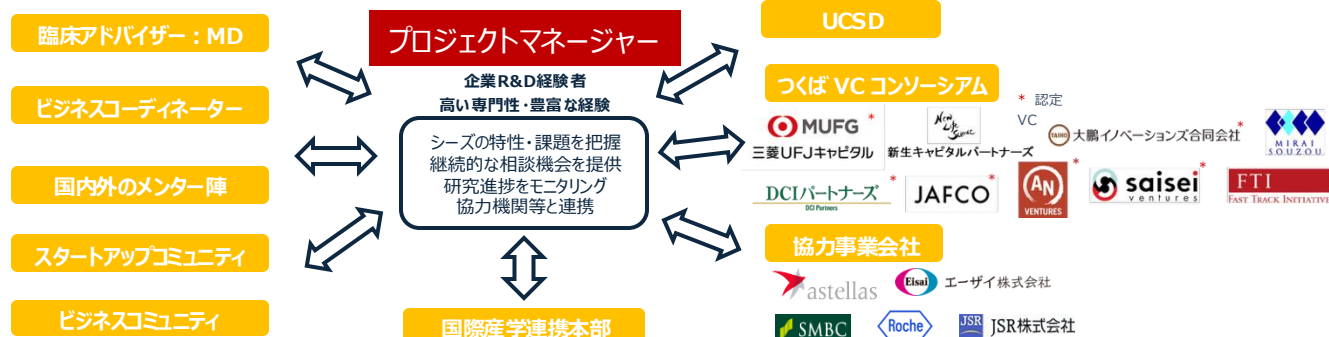 臨床アドバイザー：MD
ビジネスコーディネーター
国内外のメンター陣
スタートアップコミュニティ
ビジネスコミュニティ
プロジェクトマネージャー
企業R&D経験者
高い専門性・豊富な経験
シーズの特性・課題を把握
継続的な相談機会を提供
研究進捗をモニタリング
協力機関等と連携
国際産学連携本部
UCSD
つくば VC コンソーシアム
* 認定
VC
MUFG *
三菱UFJキャピタル
New Life Science
新生キャピタルパートナーズ
TAIHO 大鵬イノベーションズ合同会社 *
MIRAI
SOUZOU
DCIパートナーズ *
DCI Partners
JAFCO *
AN *
VENTURES
saisei *
ventures
FTI
FAST TRACK INITIATIVE
協力事業会社
astellas
Eisai エーザイ株式会社
SMBC
Roche
JSR JSR株式会社